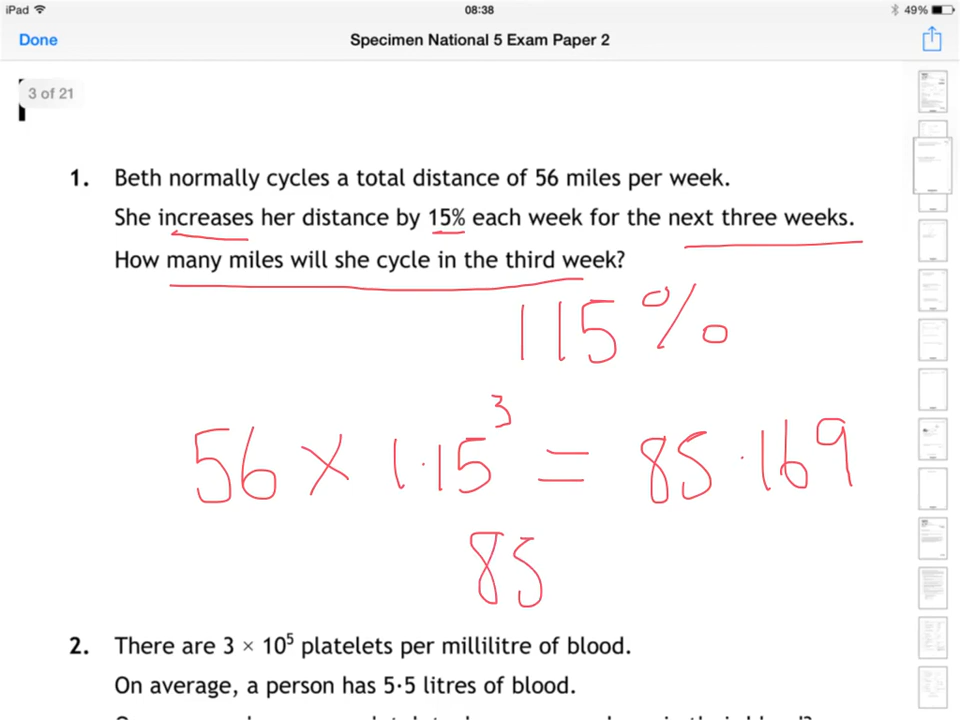 iPad 08:38 49%
Done Specimen National 5 Exam Paper 2
3 of 21
1. Beth normally cycles a total distance of 56 miles per week.
She increases her distance by 15% each week for the next three weeks.
How many miles will she cycle in the third week?
115%
56 × 1·15³ = 85·169
85
2. There are 3 × 10⁵ platelets per millilitre of blood.
On average, a person has 5·5 litres of blood.